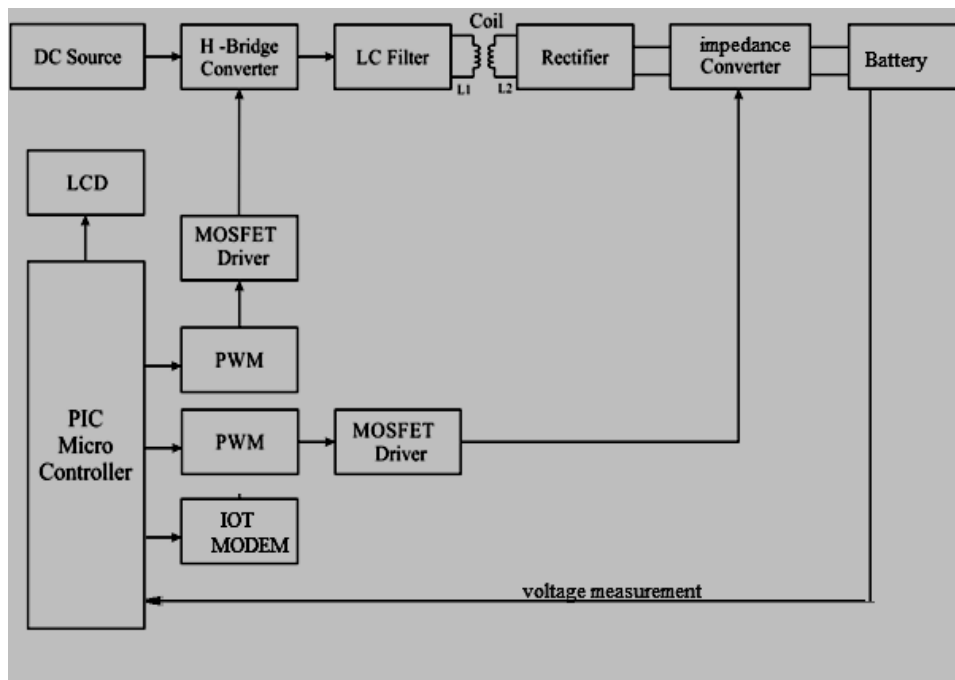 Coil
DC Source
H -Bridge
Converter
LC Filter
L1
L2
Rectifier
impedance
Converter
Battery
LCD
MOSFET
Driver
PWM
PIC
Micro
Controller
PWM
MOSFET
Driver
IOT
MODEM
voltage measurement